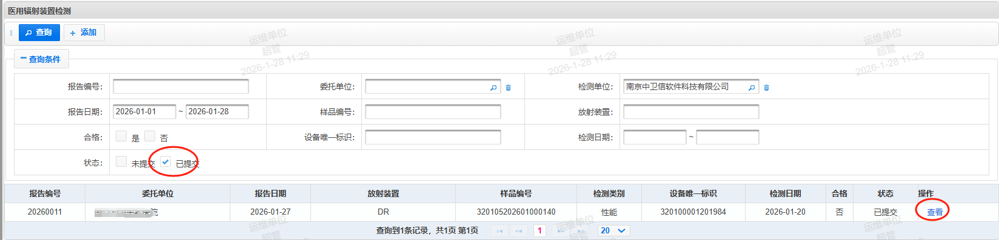 医用辐射装置检测
查询 添加
查询条件
报告编号： 委托单位： 检测单位： 南京中卫信软件科技有限公司
报告日期： 2026-01-01 ~ 2026-01-28 样品编号： 放射装置：
合格： 是 否 设备唯一标识： 检测日期： ~
状态： 未提交 已提交
报告编号 委托单位 报告日期 放射装置 样品编号 检测类别 设备唯一标识 检测日期 合格 状态 操作
20260011 医院 2026-01-27 DR 320105202601000140 性能 320100001201984 2026-01-20 否 已提交 查看
查询到1条记录，共1页 第1页 1 20
运维单位
超管
2026-1-28 11:29
运维单位
超管
2026-1-28 11:29
运维单位
超管
2026-1-28 11:29
运维单位
超管
运维单位
超管
运维单位
超管